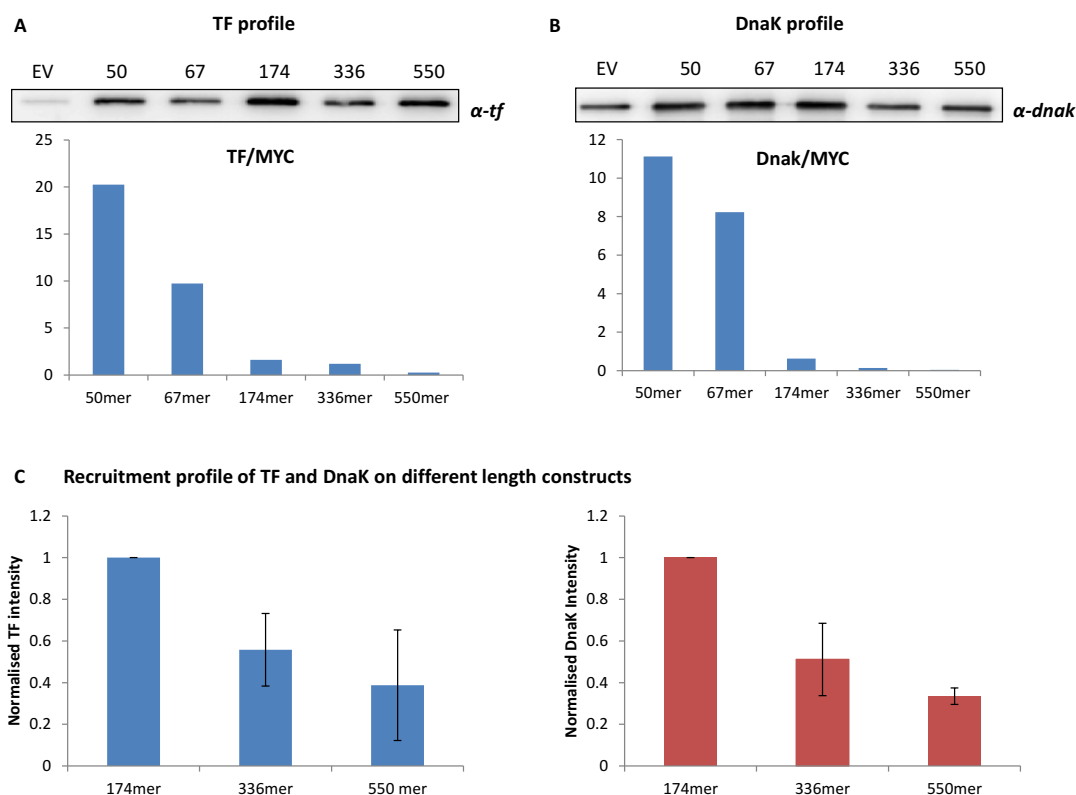 A TF profile
EV 50 67 174 336 550
α-tf
TF/MYC
25
20
15
10
5
0
50mer 67mer 174mer 336mer 550mer
B DnaK profile
EV 50 67 174 336 550
α-dnak
Dnak/MYC
12
10
8
6
4
2
0
50mer 67mer 174mer 336mer 550mer
C Recruitment profile of TF and DnaK on different length constructs
Normalised TF intensity
1.2
1
0.8
0.6
0.4
0.2
0
174mer 336mer 550 mer
Normalised DnaK Intensity
1.2
1
0.8
0.6
0.4
0.2
0
174mer 336mer 550mer